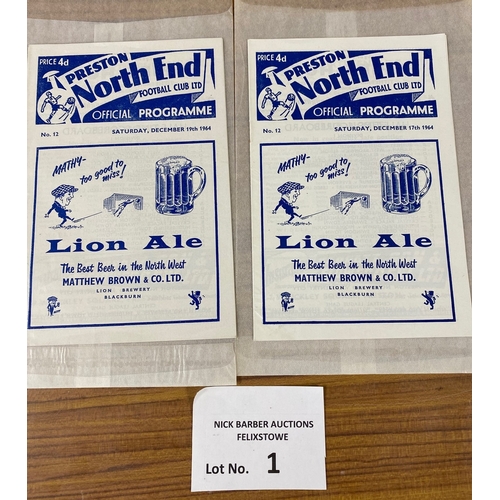 PRICE 4d
PRESTON
North End
FOOTBALL CLUB LTD
OFFICIAL PROGRAMME
No. 12 SATURDAY, DECEMBER 19th 1964
MATHY-
too good to,
miss!
Lion Ale
The Best Beer in the North West
MATTHEW BROWN & CO. LTD.
LION BREWERY
BLACKBURN
PRICE 4d
PRESTON
North End
FOOTBALL CLUB LTD
OFFICIAL PROGRAMME
No. 12 SATURDAY, DECEMBER 17th 1964
MATHY-
too good to,
miss!
Lion Ale
The Best Beer in the North West
MATTHEW BROWN & CO. LTD.
LION BREWERY
BLACKBURN
NICK BARBER AUCTIONS
FELIXSTOWE
Lot No. 1